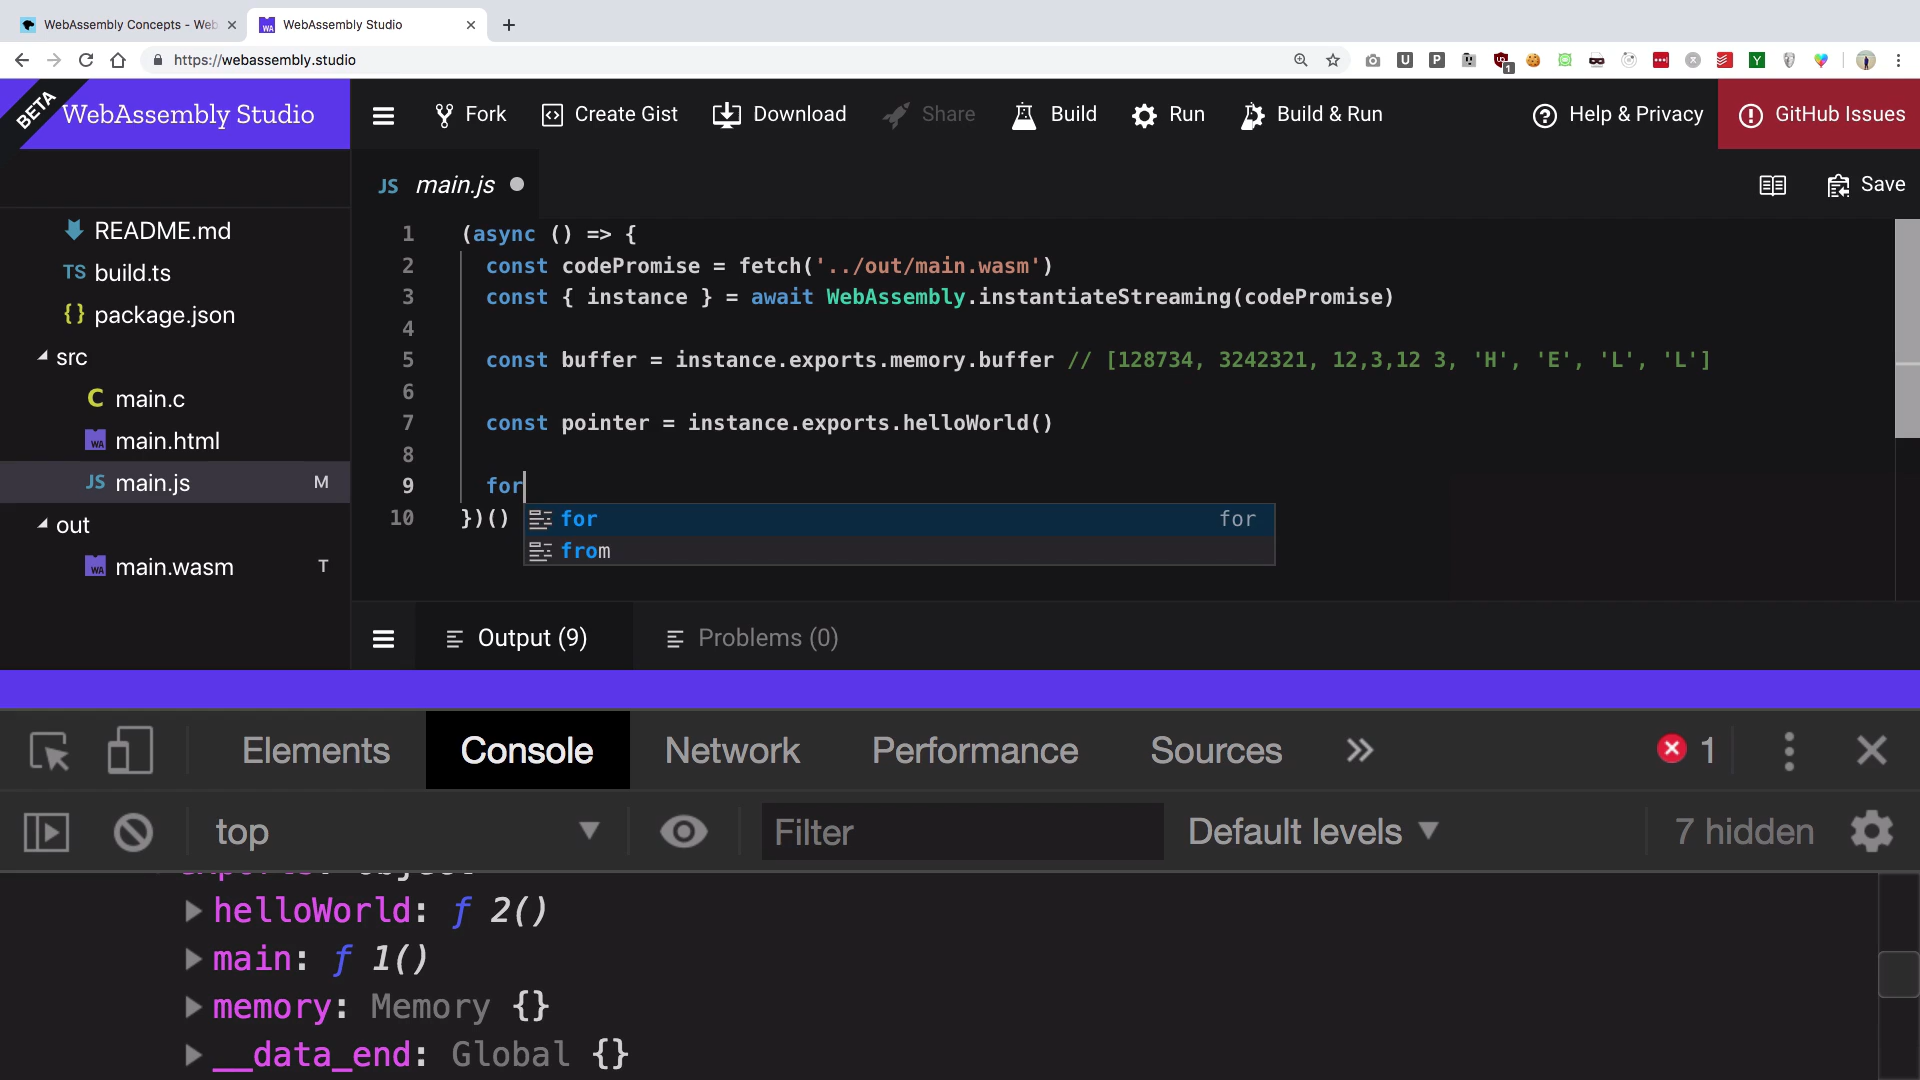 WebAssembly Concepts - Web
WebAssembly Studio
https://webassembly.studio
BETA
WebAssembly Studio
Fork
Create Gist
Download
Share
Build
Run
Build & Run
Help & Privacy
GitHub Issues
JS main.js
Save
README.md
TS build.ts
{} package.json
src
C main.c
WA main.html
JS main.js M
out
WA main.wasm T
1 (async () => {
2 const codePromise = fetch('../out/main.wasm')
3 const { instance } = await WebAssembly.instantiateStreaming(codePromise)
4
5 const buffer = instance.exports.memory.buffer // [128734, 3242321, 12,3,12 3, 'H', 'E', 'L', 'L']
6
7 const pointer = instance.exports.helloWorld()
8
9 for
10 })()
for for
from
Output (9)
Problems (0)
Elements
Console
Network
Performance
Sources
1
top
Filter
Default levels
7 hidden
helloWorld: ƒ 2()
main: ƒ 1()
memory: Memory {}
__data_end: Global {}